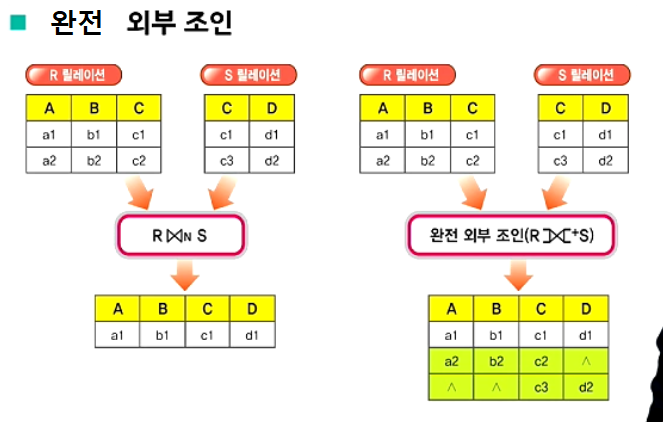 완전 외부 조인
R 릴레이션 S 릴레이션 R 릴레이션 S 릴레이션
A B C C D A B C C D
a1 b1 c1 c1 d1 a1 b1 c1 c1 d1
a2 b2 c2 c3 d2 a2 b2 c2 c3 d2
R ⋈N S 완전 외부 조인(R ⟗+S)
A B C D A B C D
a1 b1 c1 d1 a1 b1 c1 d1
a2 b2 c2 ∧
∧ ∧ c3 d2